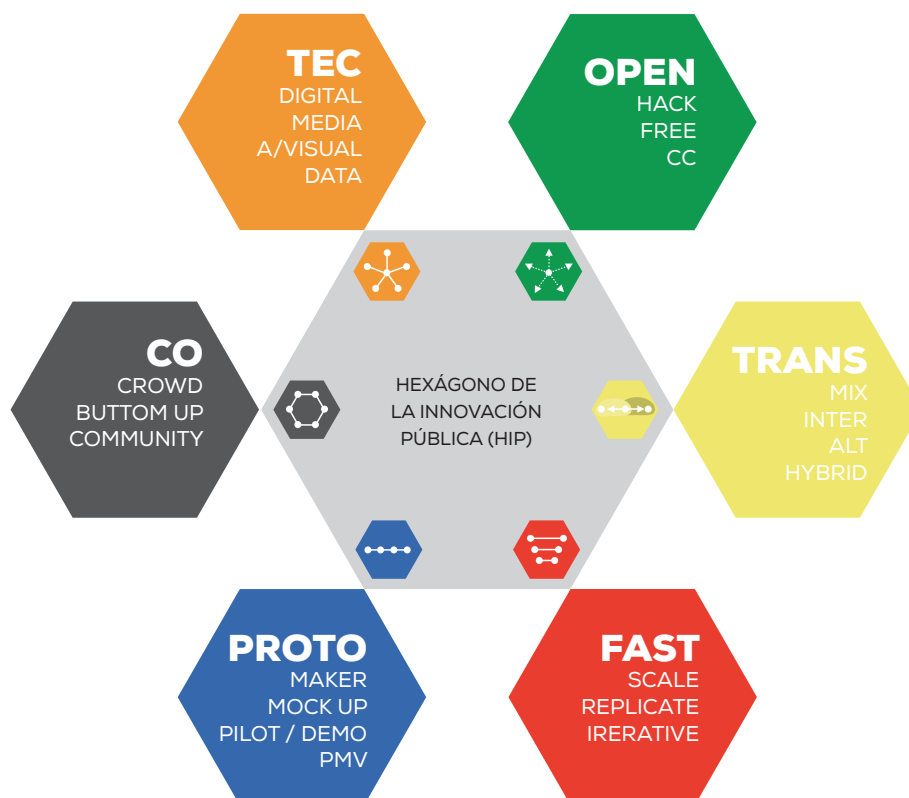 TEC
DIGITAL
MEDIA
A/VISUAL
DATA
OPEN
HACK
FREE
CC
CO
CROWD
BUTTOM UP
COMMUNITY
HEXÁGONO DE
LA INNOVACIÓN
PÚBLICA (HIP)
TRANS
MIX
INTER
ALT
HYBRID
PROTO
MAKER
MOCK UP
PILOT / DEMO
PMV
FAST
SCALE
REPLICATE
IRERATIVE